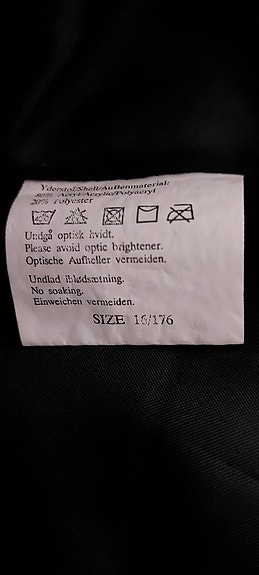 Yderstof/Shell/Außenmaterial:
80% Acryl/Acrylic/Polyacryl
20% Polyester
Undgå optisk hvidt.
Please avoid optic brightener.
Optische Aufheller vermeiden.
Undlad iblødsætning.
No soaking.
Einweichen vermeiden.
SIZE 16/176